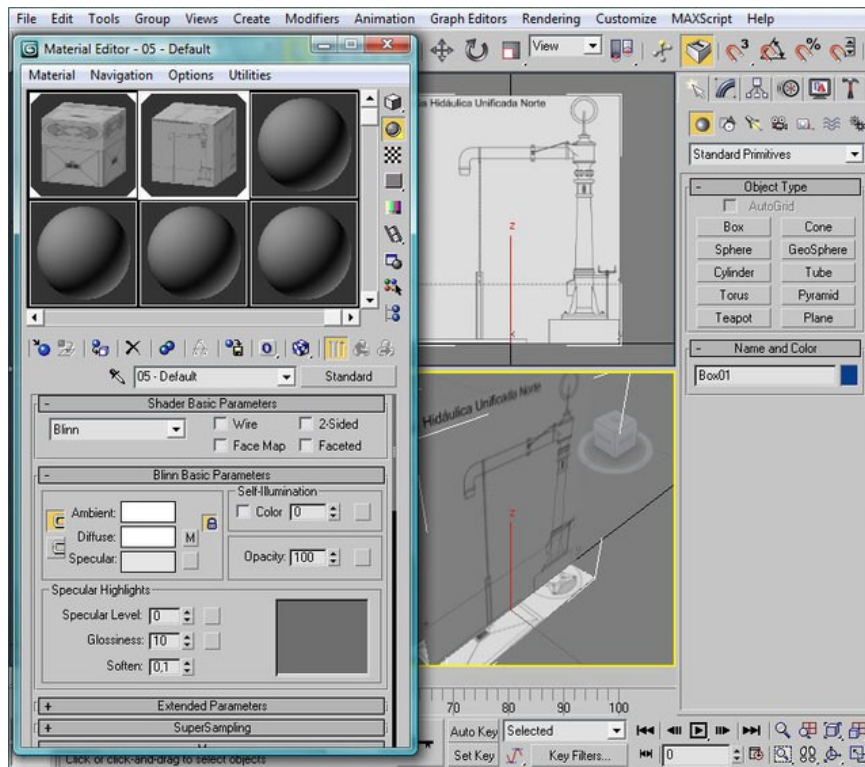 File Edit Tools Group Views Create Modifiers Animation Graph Editors Rendering Customize MAXScript Help
Material Editor - 05 - Default
View
Material Navigation Options Utilities
Hidáulica Unificada Norte
Standard Primitives
Object Type
AutoGrid
Box Cone
Sphere GeoSphere
Cylinder Tube
Torus Pyramid
Teapot Plane
Name and Color
Box01
z
x
05 - Default Standard
Shader Basic Parameters
Blinn
Wire 2-Sided
Face Map Faceted
Hidáulica Unificada Norte
Blinn Basic Parameters
Self-Illumination
Ambient: Color 0
Diffuse: M
Specular: Opacity: 100
z
Specular Highlights
Specular Level: 0
Glossiness: 10
Soften: 0,1
Extended Parameters
SuperSampling
70 80 90 100
Auto Key Selected
Set Key Key Filters... 0
Click or click-and-drag to select objects